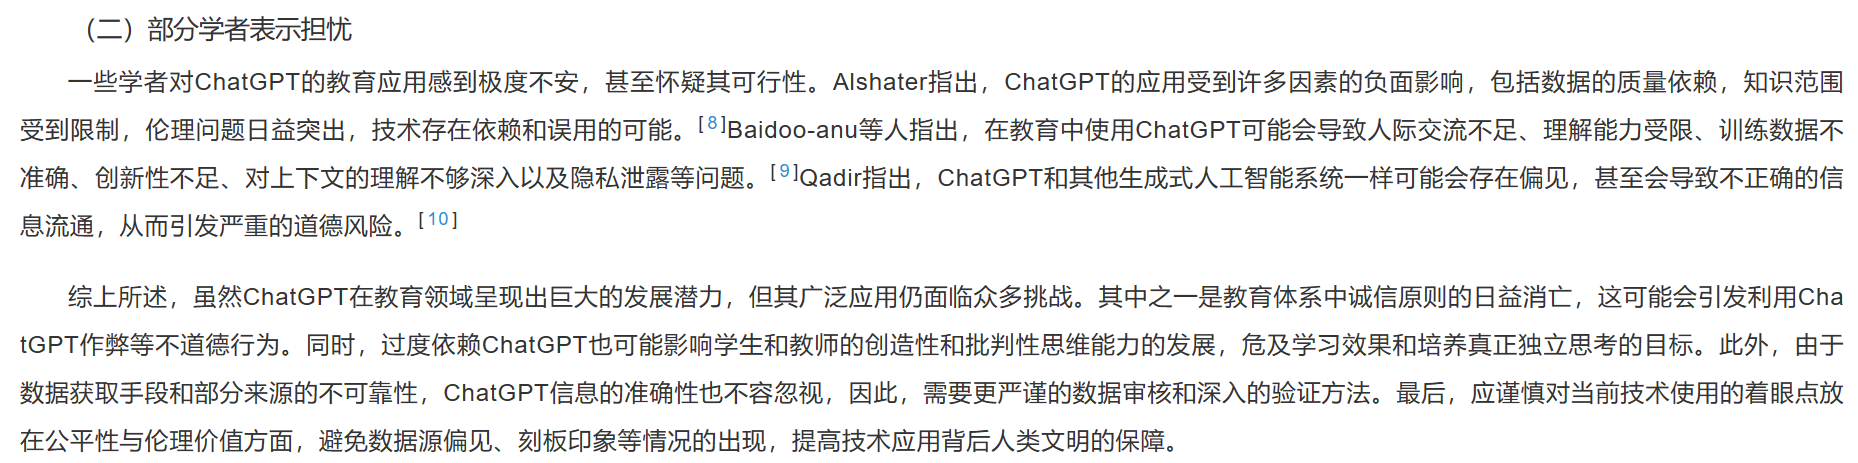 （二）部分学者表示担忧
一些学者对ChatGPT的教育应用感到极度不安，甚至怀疑其可行性。Alshater指出，ChatGPT的应用受到许多因素的负面影响，包括数据的质量依赖，知识范围
受到限制，伦理问题日益突出，技术存在依赖和误用的可能。[8]Baidoo-anu等人指出，在教育中使用ChatGPT可能会导致人际交流不足、理解能力受限、训练数据不
准确、创新性不足、对上下文的理解不够深入以及隐私泄露等问题。[9]Qadir指出，ChatGPT和其他生成式人工智能系统一样可能会存在偏见，甚至会导致不正确的信
息流通，从而引发严重的道德风险。[10]
综上所述，虽然ChatGPT在教育领域呈现出巨大的发展潜力，但其广泛应用仍面临众多挑战。其中之一是教育体系中诚信原则的日益消亡，这可能会引发利用Cha
tGPT作弊等不道德行为。同时，过度依赖ChatGPT也可能影响学生和教师的创造性和批判性思维能力的发展，危及学习效果和培养真正独立思考的目标。此外，由于
数据获取手段和部分来源的不可靠性，ChatGPT信息的准确性也不容忽视，因此，需要更严谨的数据审核和深入的验证方法。最后，应谨慎对当前技术使用的着眼点放
在公平性与伦理价值方面，避免数据源偏见、刻板印象等情况的出现，提高技术应用背后人类文明的保障。